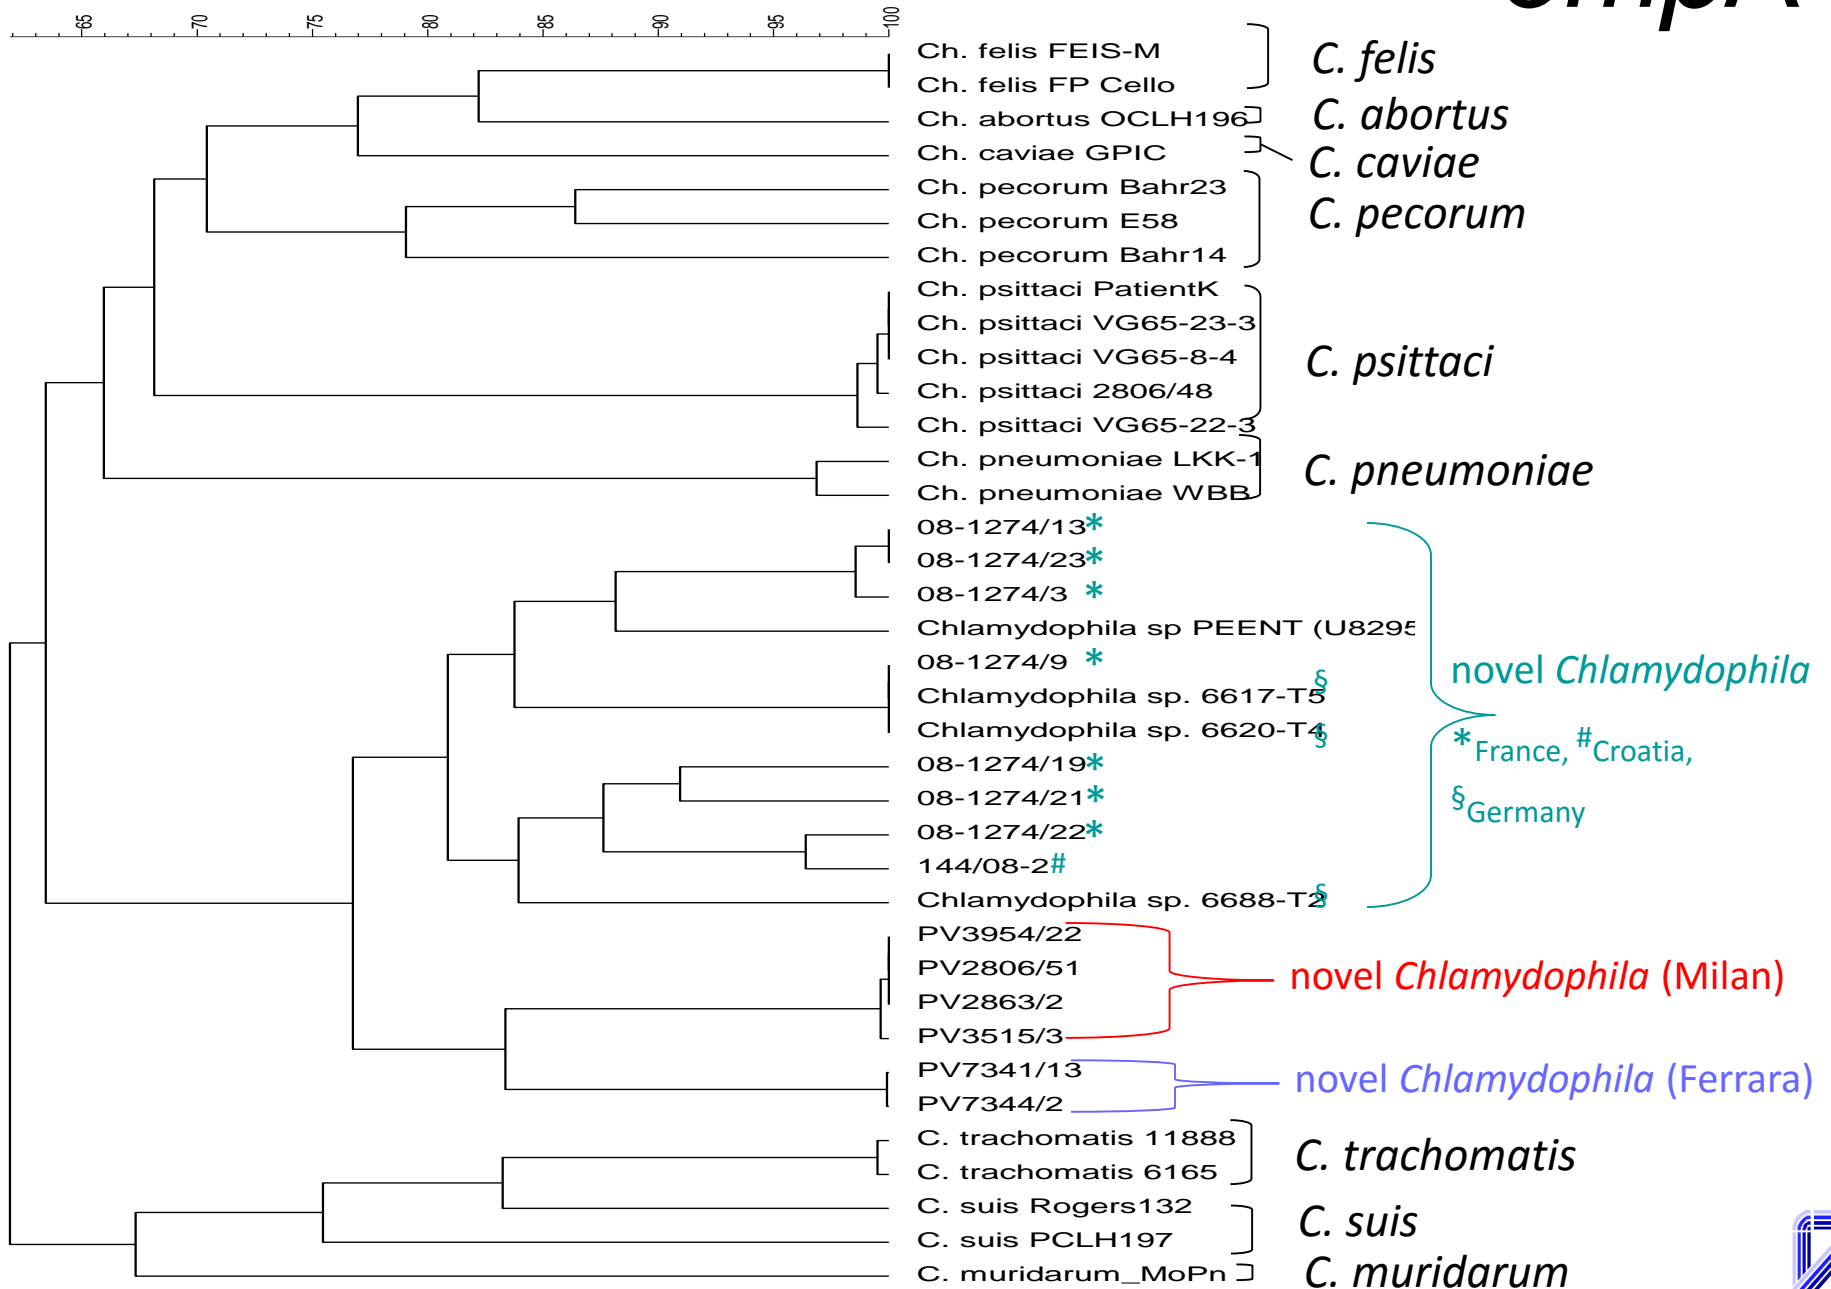 ompA
65 70 75 80 85 90 95 100
Ch. felis FEIS-M
Ch. felis FP Cello
C. felis
Ch. abortus OCLH196
C. abortus
Ch. caviae GPIC
C. caviae
Ch. pecorum Bahr23
Ch. pecorum E58
Ch. pecorum Bahr14
C. pecorum
Ch. psittaci PatientK
Ch. psittaci VG65-23-3
Ch. psittaci VG65-8-4
Ch. psittaci 2806/48
Ch. psittaci VG65-22-3
C. psittaci
Ch. pneumoniae LKK-1
Ch. pneumoniae WBB
C. pneumoniae
08-1274/13*
08-1274/23*
08-1274/3 *
Chlamydophila sp PEENT (U8295
08-1274/9 *
Chlamydophila sp. 6617-T5 §
Chlamydophila sp. 6620-T4 §
08-1274/19*
08-1274/21*
08-1274/22*
144/08-2#
Chlamydophila sp. 6688-T2 §
novel Chlamydophila
*France, #Croatia,
§Germany
PV3954/22
PV2806/51
PV2863/2
PV3515/3
novel Chlamydophila (Milan)
PV7341/13
PV7344/2
novel Chlamydophila (Ferrara)
C. trachomatis 11888
C. trachomatis 6165
C. trachomatis
C. suis Rogers132
C. suis PCLH197
C. suis
C. muridarum_MoPn
C. muridarum